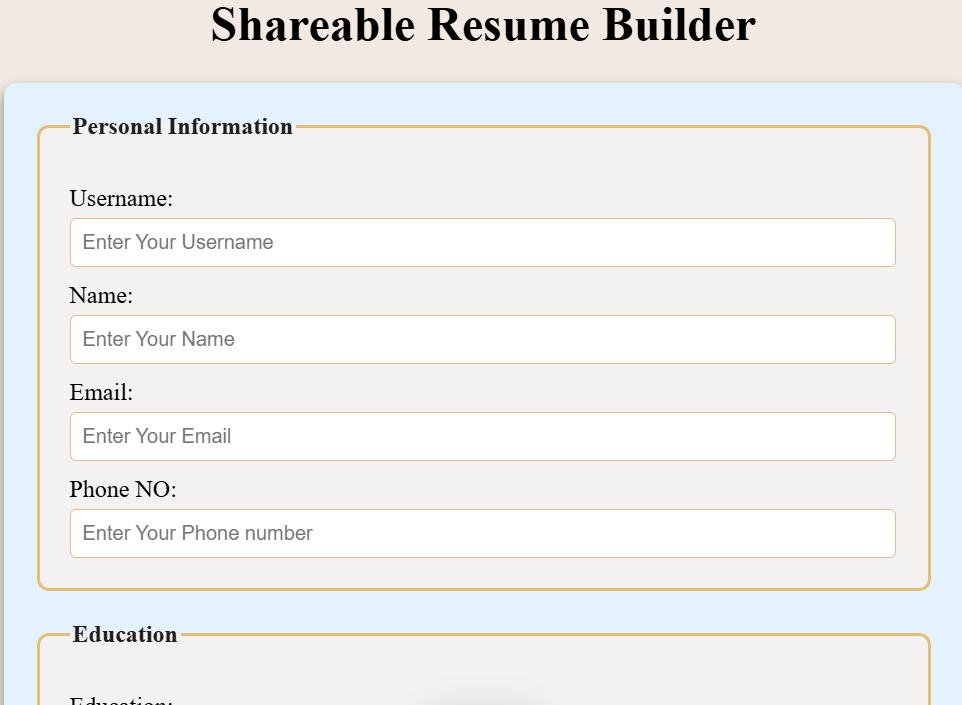 Shareable Resume Builder
Personal Information
Username:
Enter Your Username
Name:
Enter Your Name
Email:
Enter Your Email
Phone NO:
Enter Your Phone number
Education
Education: